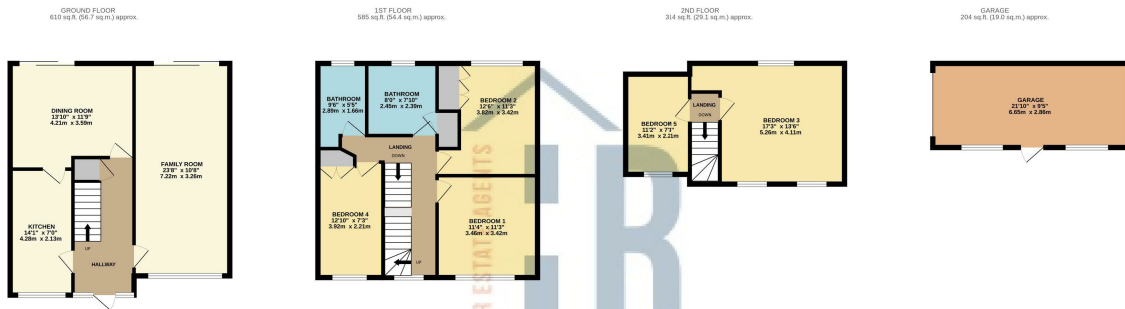 GROUND FLOOR
610 sq.ft. (56.7 sq.m.) approx.
DINING ROOM
13'10" x 11'9"
4.21m x 3.59m
FAMILY ROOM
23'8" x 10'8"
7.22m x 3.26m
KITCHEN
14'1" x 7'0"
4.28m x 2.13m
UP
HALLWAY
1ST FLOOR
585 sq.ft. (54.4 sq.m.) approx.
BATHROOM
9'6" x 5'5"
2.89m x 1.66m
BATHROOM
8'0" x 7'10"
2.45m x 2.39m
BEDROOM 2
12'6" x 11'3"
3.82m x 3.42m
LANDING
DOWN
BEDROOM 4
12'10" x 7'3"
3.92m x 2.21m
BEDROOM 1
11'4" x 11'3"
3.46m x 3.42m
UP
2ND FLOOR
314 sq.ft. (29.1 sq.m.) approx.
LANDING
DOWN
BEDROOM 5
11'2" x 7'3"
3.41m x 2.21m
BEDROOM 3
17'3" x 13'6"
5.26m x 4.11m
GARAGE
204 sq.ft. (19.0 sq.m.) approx.
GARAGE
21'10" x 9'5"
6.65m x 2.86m
R ESTATE AGENTS
HR